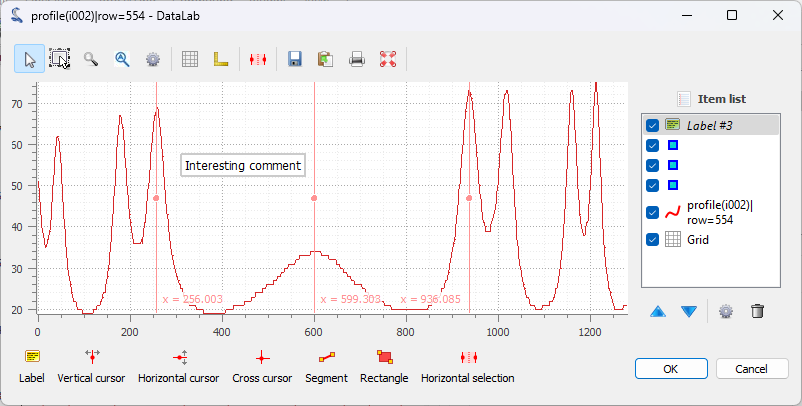 profile(i002)|row=554 - DataLab
70
60
50
40
30
20
0
200
400
600
800
1000
1200
Interesting comment
x = 256.003
x = 599.303
x = 936.085
Item list
Label #3
profile(i002)|
row=554
Grid
Label
Vertical cursor
Horizontal cursor
Cross cursor
Segment
Rectangle
Horizontal selection
OK
Cancel